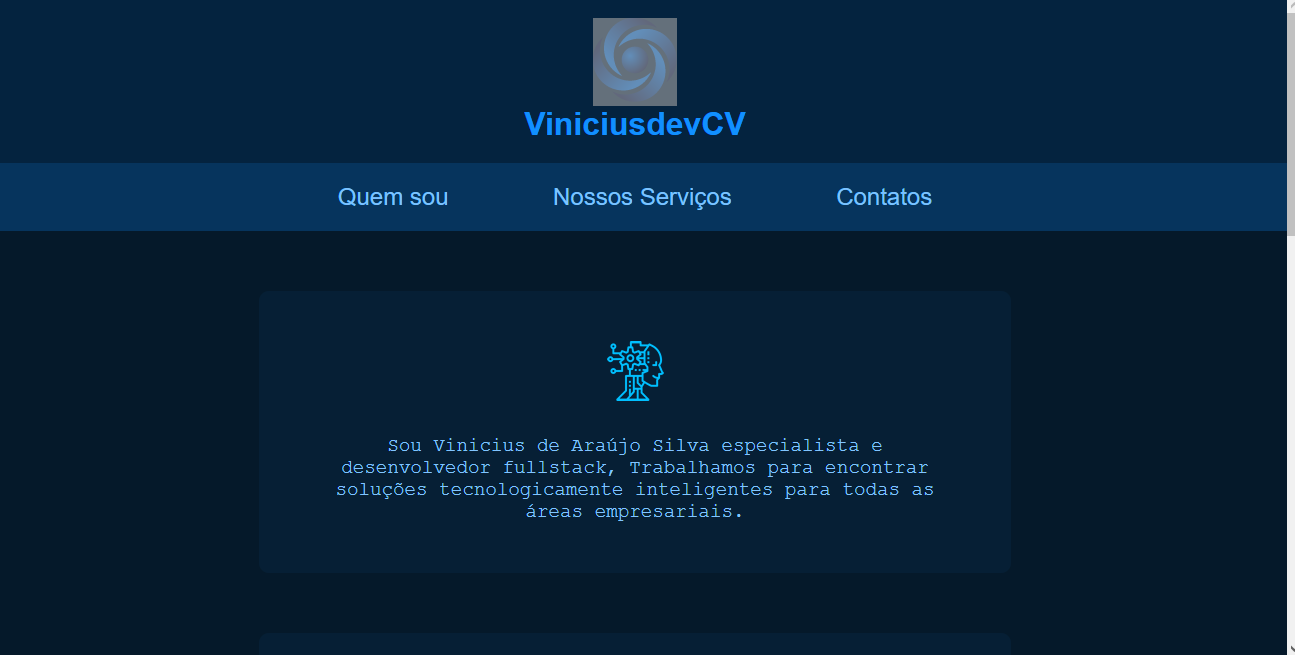 ViniciusdevCV
Quem sou
Nossos Serviços
Contatos
Sou Vinicius de Araújo Silva especialista e
desenvolvedor fullstack, Trabalhamos para encontrar
soluções tecnologicamente inteligentes para todas as
áreas empresariais.